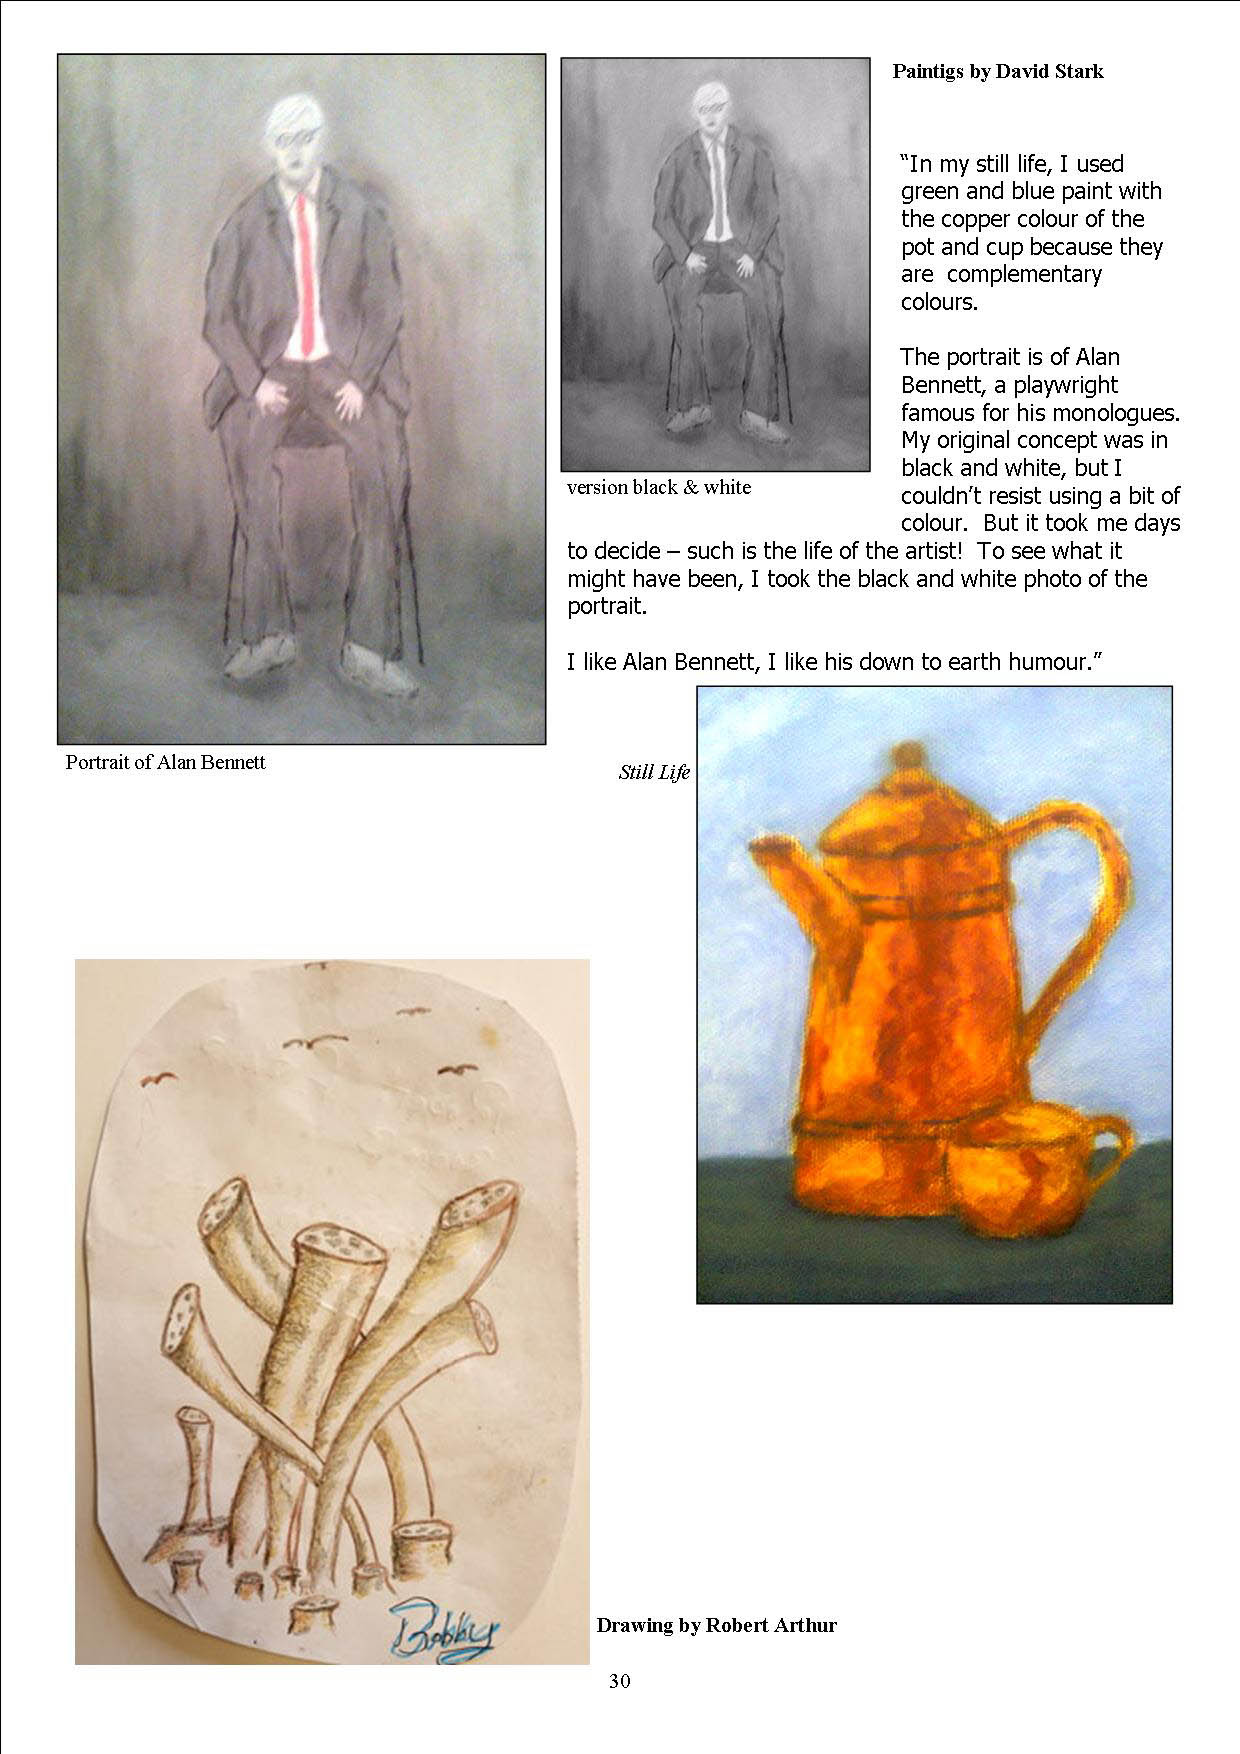 Paintigs by David Stark
“In my still life, I used
green and blue paint with
the copper colour of the
pot and cup because they
are  complementary
colours.
The portrait is of Alan
Bennett, a playwright
famous for his monologues.
My original concept was in
black and white, but I
couldn’t resist using a bit of
colour.  But it took me days
to decide – such is the life of the artist!  To see what it
might have been, I took the black and white photo of the
portrait.
I like Alan Bennett, I like his down to earth humour.”
version black & white
Portrait of Alan Bennett
Still Life
Bobby
Drawing by Robert Arthur
30